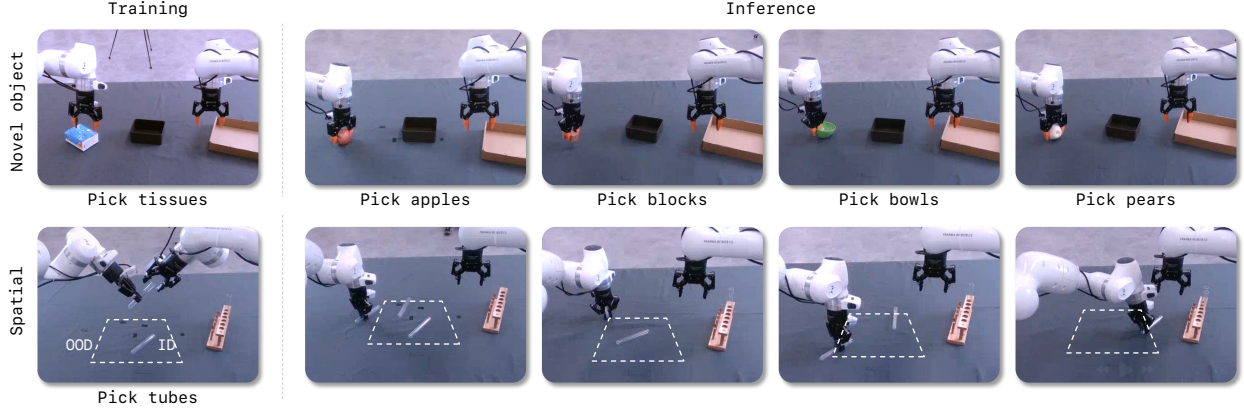 Training
Inference
Novel object
Pick tissues
Pick apples
Pick blocks
Pick bowls
Pick pears
Spatial
OOD
ID
Pick tubes